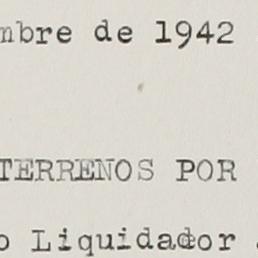 mbre de 1942
TERRENOS POR
o Liquidador